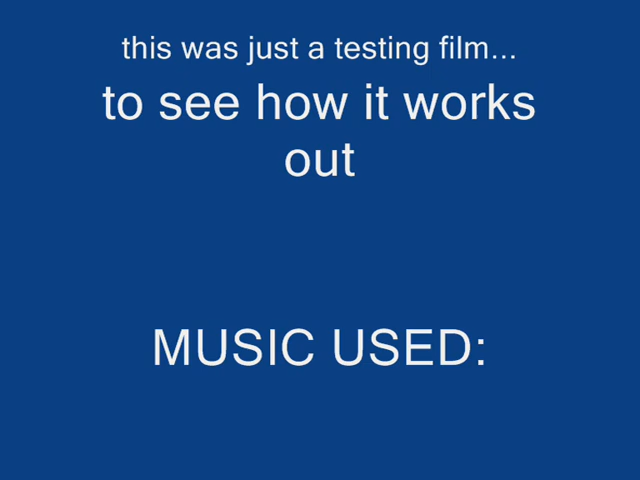 this was just a testing film...
to see how it works
out
MUSIC USED: